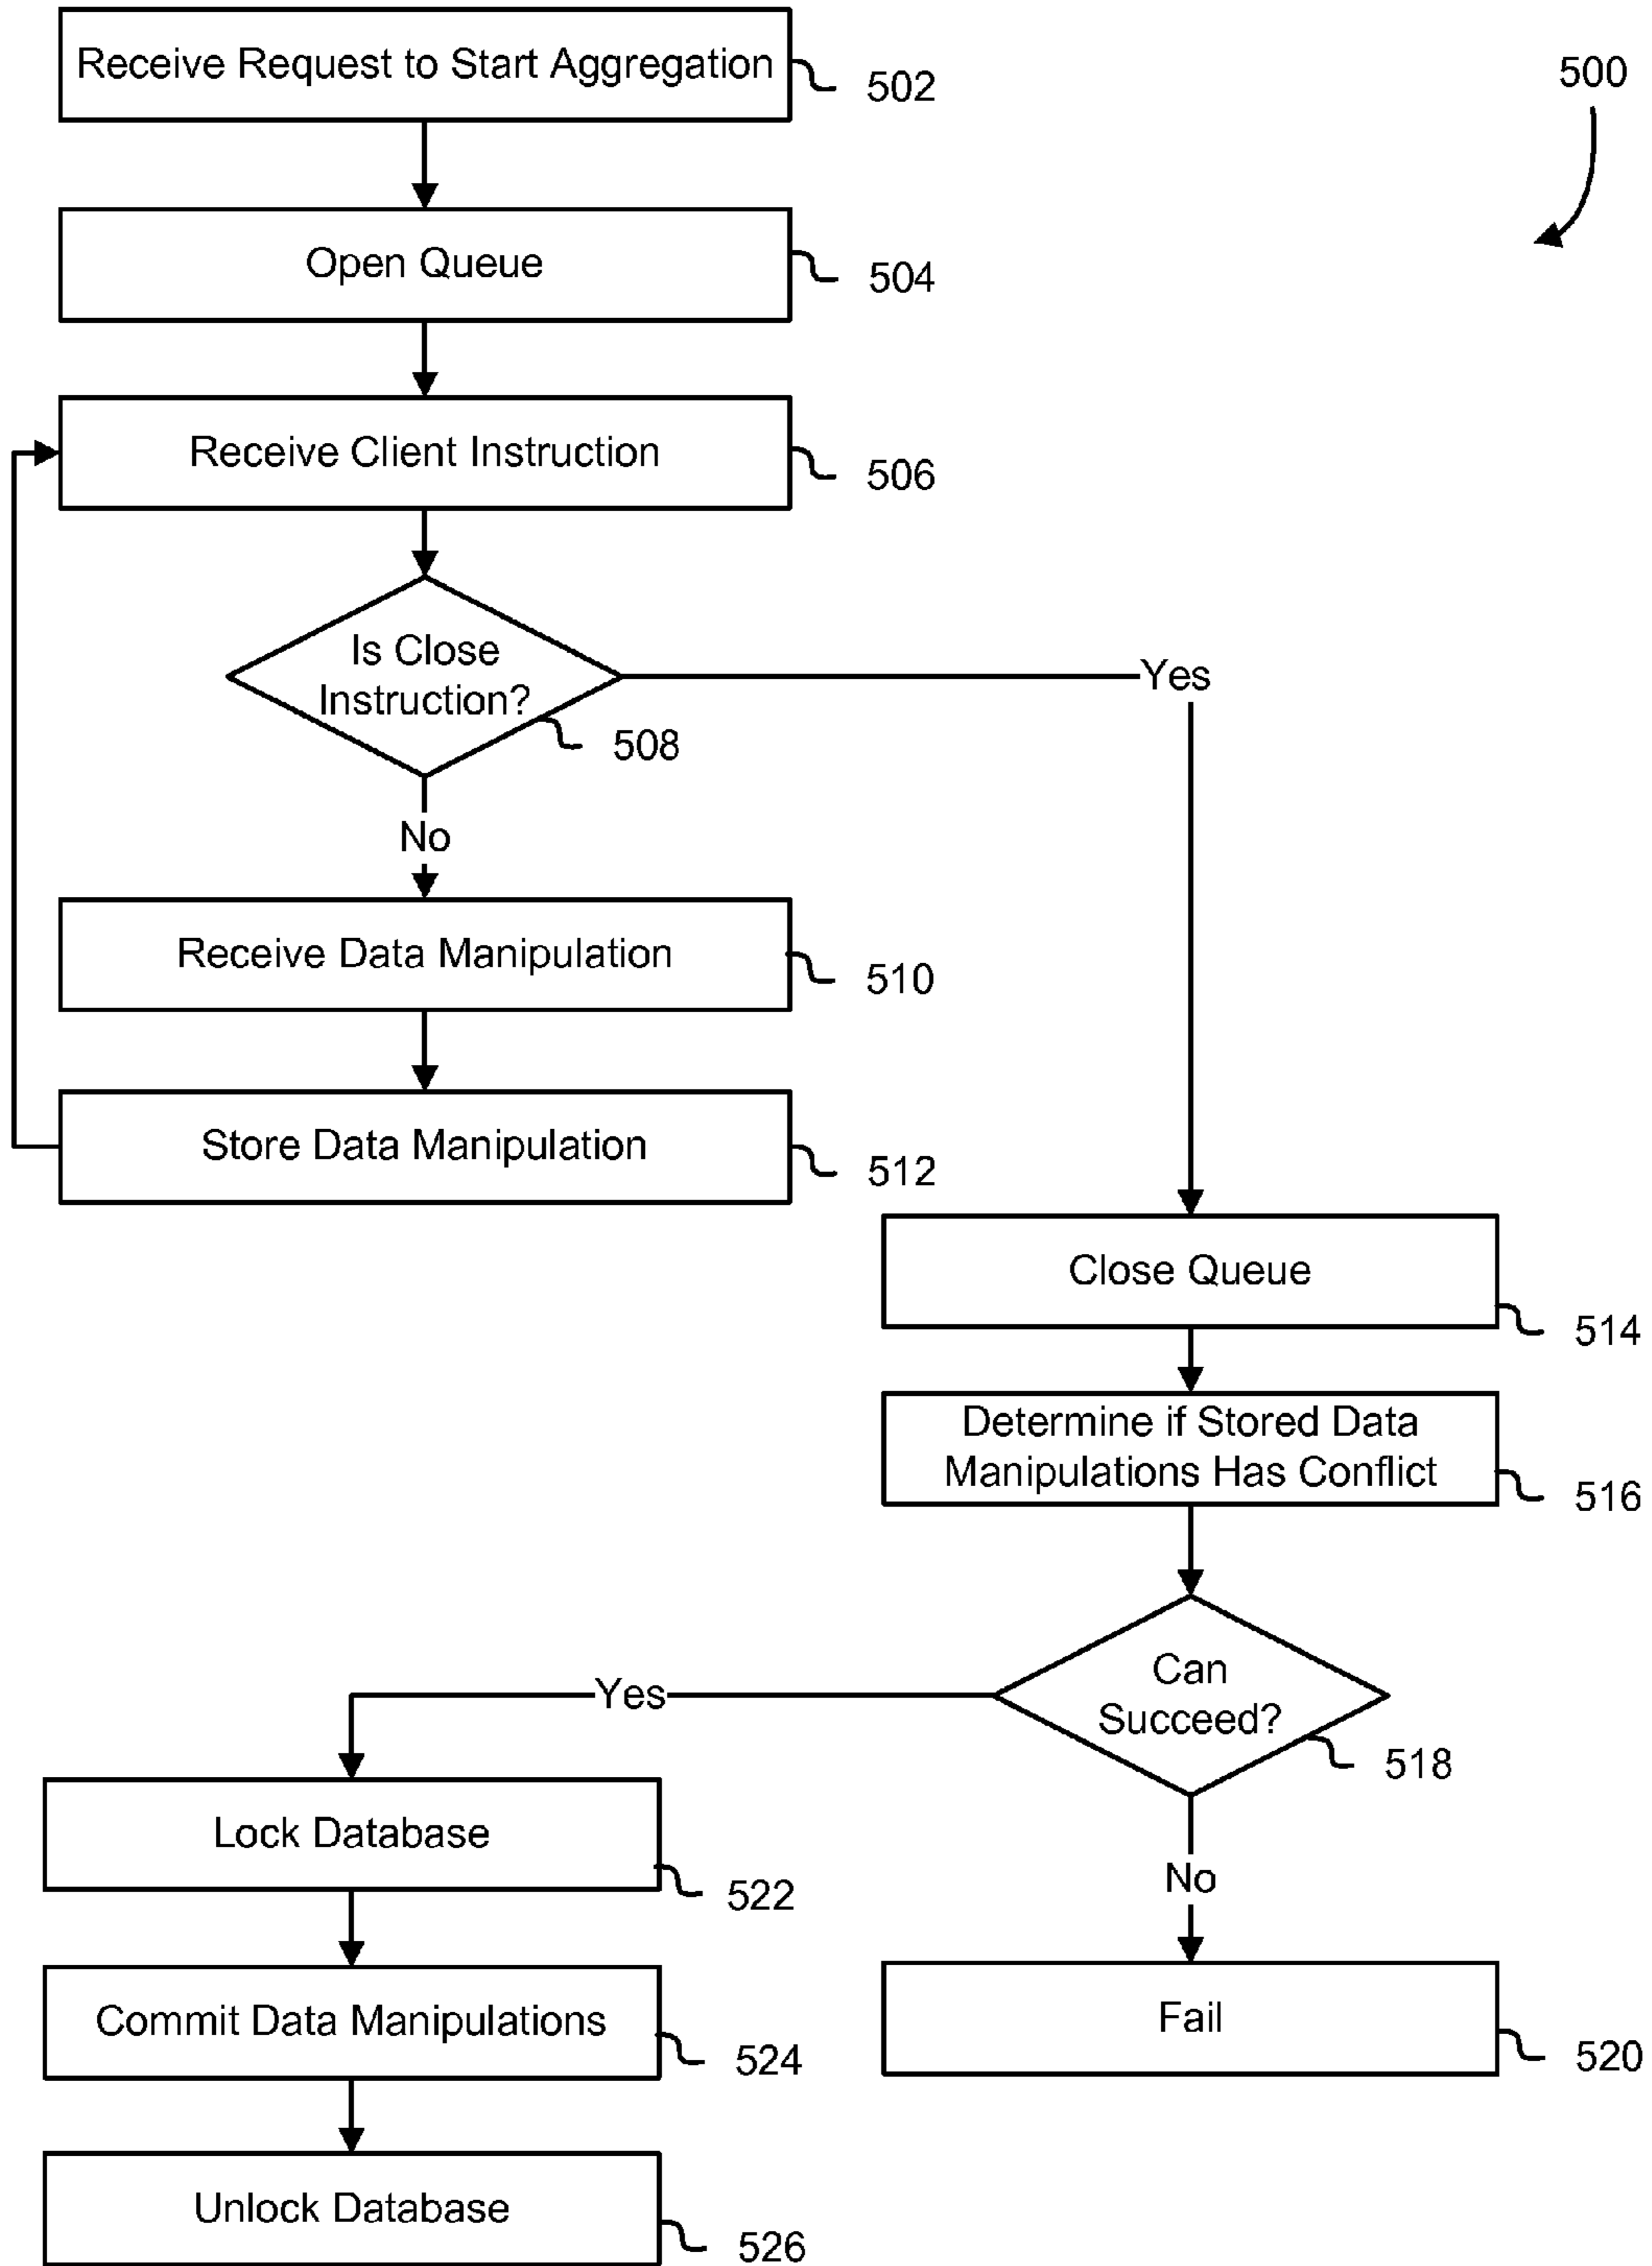 Receive Request to Start Aggregation
502
500
Open Queue
504
Receive Client Instruction
506
Is Close
Instruction?
508
Yes
No
Receive Data Manipulation
510
Store Data Manipulation
512
Close Queue
514
Determine if Stored Data
Manipulations Has Conflict
516
Can
Succeed?
518
Yes
No
Lock Database
522
Commit Data Manipulations
524
Fail
520
Unlock Database
526